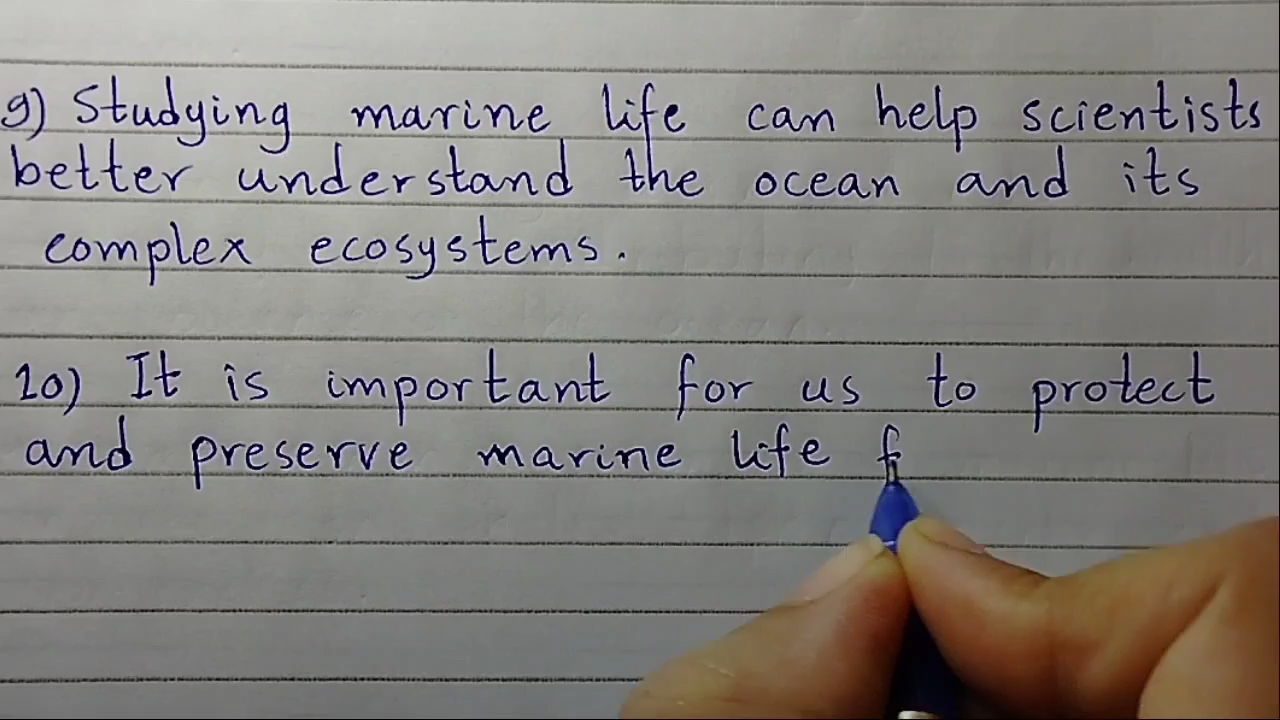 9) Studying marine life can help scientists
better understand the ocean and its
complex ecosystems.
10) It is important for us to protect
and preserve marine life f